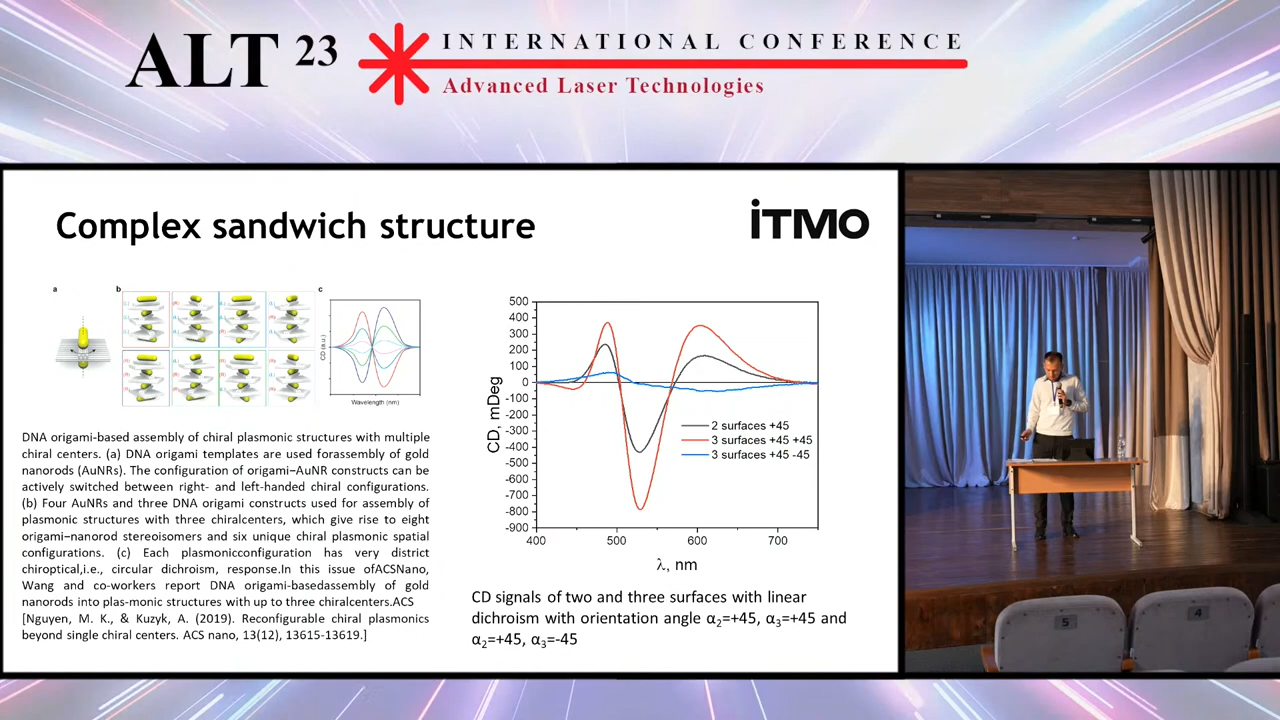 ALT 23
INTERNATIONAL CONFERENCE
Advanced Laser Technologies
Complex sandwich structure
iTMO
a
b
c
CD (a.u.)
Wavelength (nm)
DNA origami-based assembly of chiral plasmonic structures with multiple
chiral centers. (a) DNA origami templates are used forassembly of gold
nanorods (AuNRs). The configuration of origami−AuNR constructs can be
actively switched between right- and left-handed chiral configurations.
(b) Four AuNRs and three DNA origami constructs used for assembly of
plasmonic structures with three chiralcenters, which give rise to eight
origami−nanorod stereoisomers and six unique chiral plasmonic spatial
configurations. (c) Each plasmonicconfiguration has very district
chiroptical,i.e., circular dichroism, response.In this issue ofACSNano,
Wang and co-workers report DNA origami-basedassembly of gold
nanorods into plas-monic structures with up to three chiralcenters.ACS
[Nguyen, M. K., & Kuzyk, A. (2019). Reconfigurable chiral plasmonics
beyond single chiral centers. ACS nano, 13(12), 13615-13619.]
CD, mDeg
500
400
300
200
100
0
-100
-200
-300
-400
-500
-600
-700
-800
-900
400
500
600
700
λ, nm
2 surfaces +45
3 surfaces +45 +45
3 surfaces +45 -45
CD signals of two and three surfaces with linear
dichroism with orientation angle α₂=+45, α₃=+45 and
α₂=+45, α₃=-45
5
4